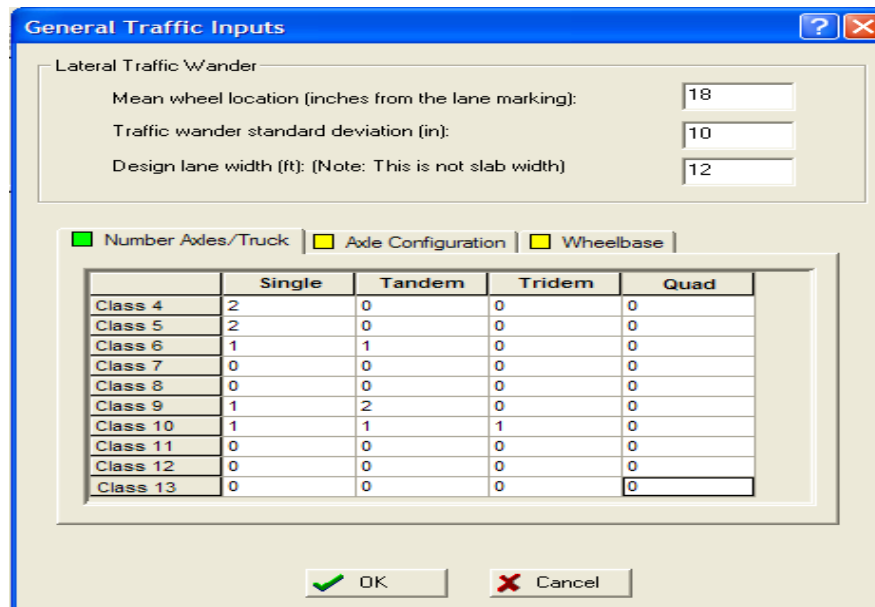 General Traffic Inputs
Lateral Traffic Wander
Mean wheel location (inches from the lane marking): 18
Traffic wander standard deviation (in): 10
Design lane width (ft): (Note: This is not slab width) 12
Number Axles/Truck Axle Configuration Wheelbase
Single Tandem Tridem Quad
Class 4 2 0 0 0
Class 5 2 0 0 0
Class 6 1 1 0 0
Class 7 0 0 0 0
Class 8 0 0 0 0
Class 9 1 2 0 0
Class 10 1 1 1 0
Class 11 0 0 0 0
Class 12 0 0 0 0
Class 13 0 0 0 0
OK Cancel